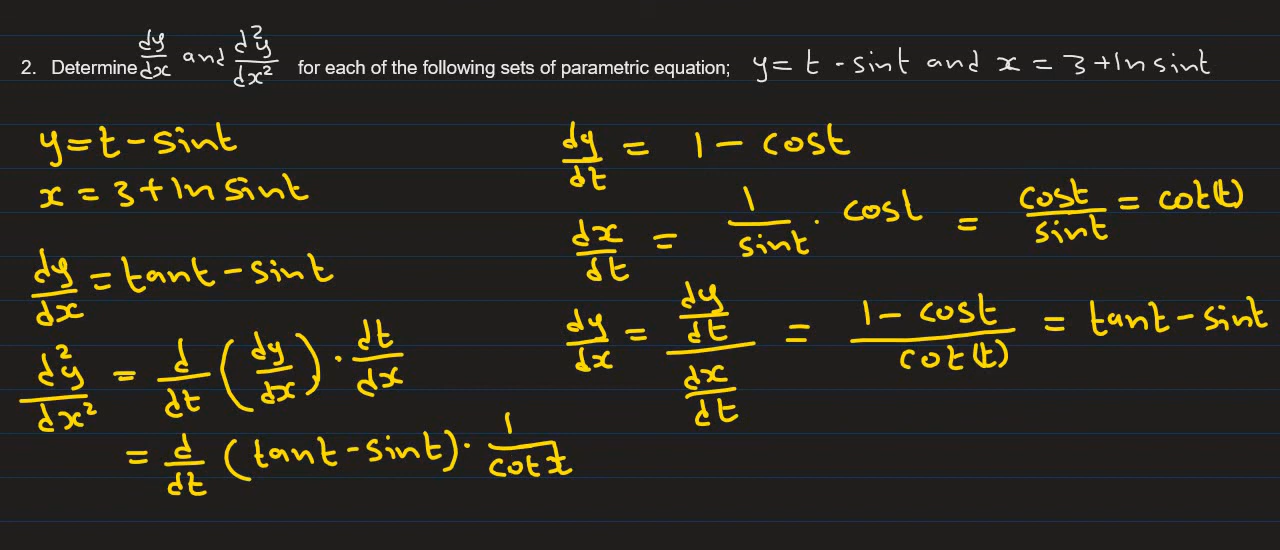 2. Determine dy/dx and d²y/dx² for each of the following sets of parametric equation; y = t - sint and x = 3 + ln sint
y = t - sint
x = 3 + ln sint
dy/dx = tant - sint
d²y/dx² = d/dt (dy/dx) · dt/dx
= d/dt (tant - sint) · 1/cot t
dy/dt = 1 - cost
dx/dt = 1/sint · cost = cost/sint = cot(t)
dy/dx = (dy/dt)/(dx/dt) = (1 - cost)/cot(t) = tant - sint